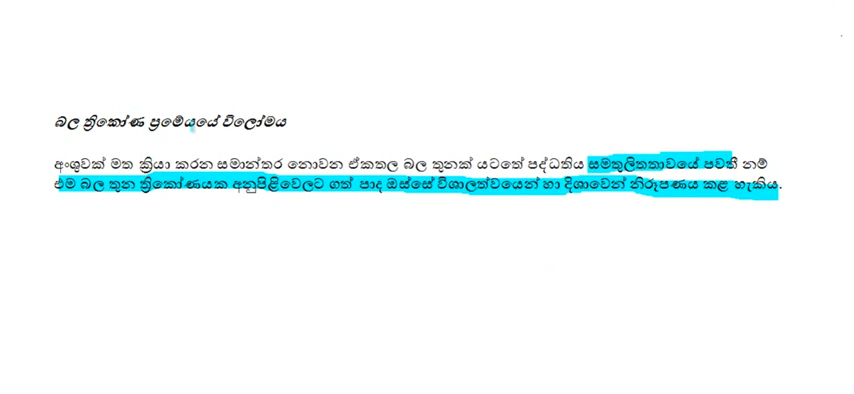 බල ත්‍රිකෝණ ප්‍රමේයයේ විලෝමය
අංශුවක් මත ක්‍රියා කරන සමාන්තර නොවන ඒකතල බල තුනක් යටතේ පද්ධතිය සමතුලිතතාවයේ පවතී නම්
එම බල තුන ත්‍රිකෝණයක අනුපිළිවෙලට ගත් පාද ඔස්සේ විශාලත්වයෙන් හා දිශාවෙන් නිරූපණය කළ හැකිය.